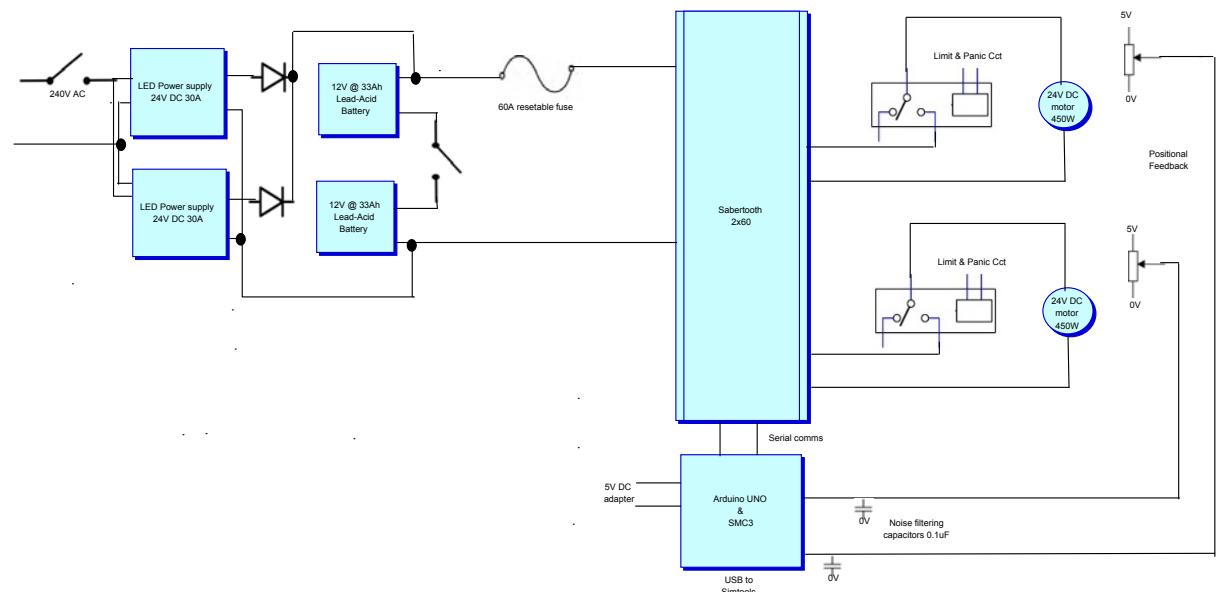 240V AC
LED Power supply
24V DC 30A
LED Power supply
24V DC 30A
12V @ 33Ah
Lead-Acid
Battery
12V @ 33Ah
Lead-Acid
Battery
60A resetable fuse
Sabertooth
2x60
Limit & Panic Cct
24V DC
motor
450W
5V
0V
Positional
Feedback
Limit & Panic Cct
24V DC
motor
450W
5V
0V
Serial comms
5V DC
adapter
Arduino UNO
&
SMC3
0V
Noise filtering
capacitors 0.1uF
0V
USB to
Simtools